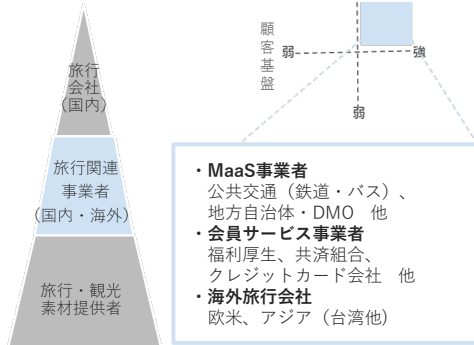 旅行
会社
(国内)
旅行関連
事業者
(国内・海外)
旅行・観光
素材提供者
顧客基盤
弱
強
弱
・MaaS事業者
公共交通（鉄道・バス）、
地方自治体・DMO　他
・会員サービス事業者
福利厚生、共済組合、
クレジットカード会社　他
・海外旅行会社
欧米、アジア（台湾他）